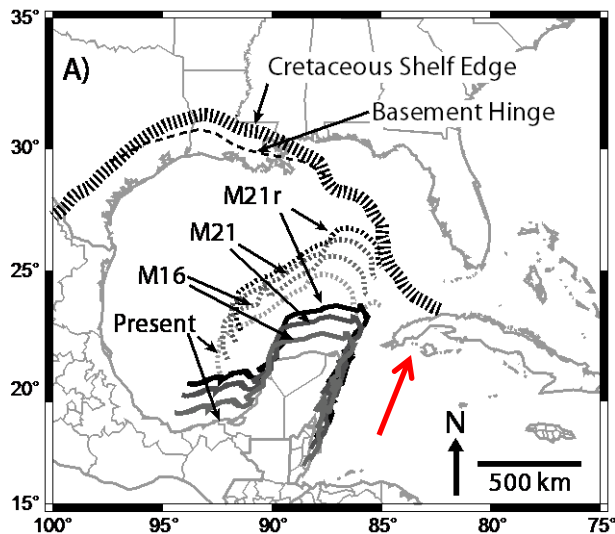 35°
A)
Cretaceous Shelf Edge
Basement Hinge
30°
M21r
M21
25°
M16
Present
20°
N
500 km
15°
100°
95°
90°
85°
80°
75°